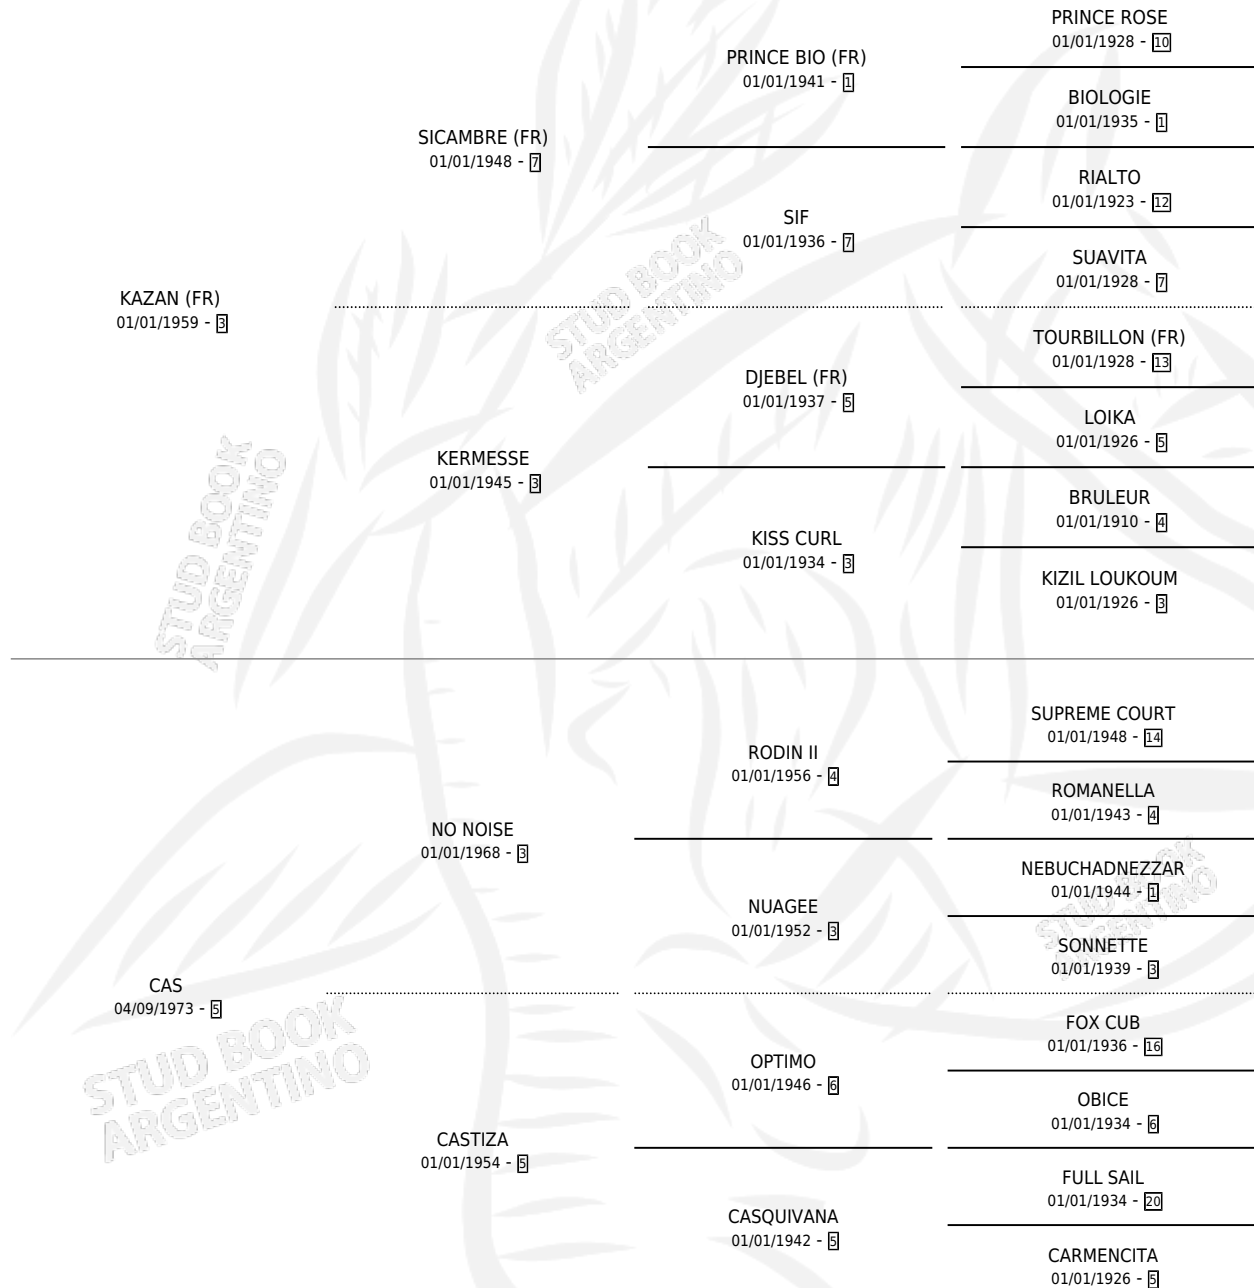 PRINCE ROSE
01/01/1928 - 10
PRINCE BIO (FR)
01/01/1941 - 1
BIOLOGIE
01/01/1935 - 1
SICAMBRE (FR)
01/01/1948 - 7
RIALTO
01/01/1923 - 12
SIF
01/01/1936 - 7
SUAVITA
01/01/1928 - 7
KAZAN (FR)
01/01/1959 - 3
STUD BOOK
ARGENTINO
TOURBILLON (FR)
01/01/1928 - 13
DJEBEL (FR)
01/01/1937 - 5
LOIKA
01/01/1926 - 5
KERMESSE
01/01/1945 - 3
BRULEUR
01/01/1910 - 4
KISS CURL
01/01/1934 - 3
KIZIL LOUKOUM
01/01/1926 - 3
STUD BOOK
ARGENTINO
SUPREME COURT
01/01/1948 - 14
RODIN II
01/01/1956 - 4
ROMANELLA
01/01/1943 - 4
NO NOISE
01/01/1968 - 3
NEBUCHADNEZZAR
01/01/1944 - 1
NUAGEE
01/01/1952 - 3
SONNETTE
01/01/1939 - 3
STUD BOOK
ARGENTINO
CAS
04/09/1973 - 5
STUD BOOK
ARGENTINO
FOX CUB
01/01/1936 - 16
OPTIMO
01/01/1946 - 6
OBICE
01/01/1934 - 6
CASTIZA
01/01/1954 - 5
FULL SAIL
01/01/1934 - 20
CASQUIVANA
01/01/1942 - 5
CARMENCITA
01/01/1926 - 5